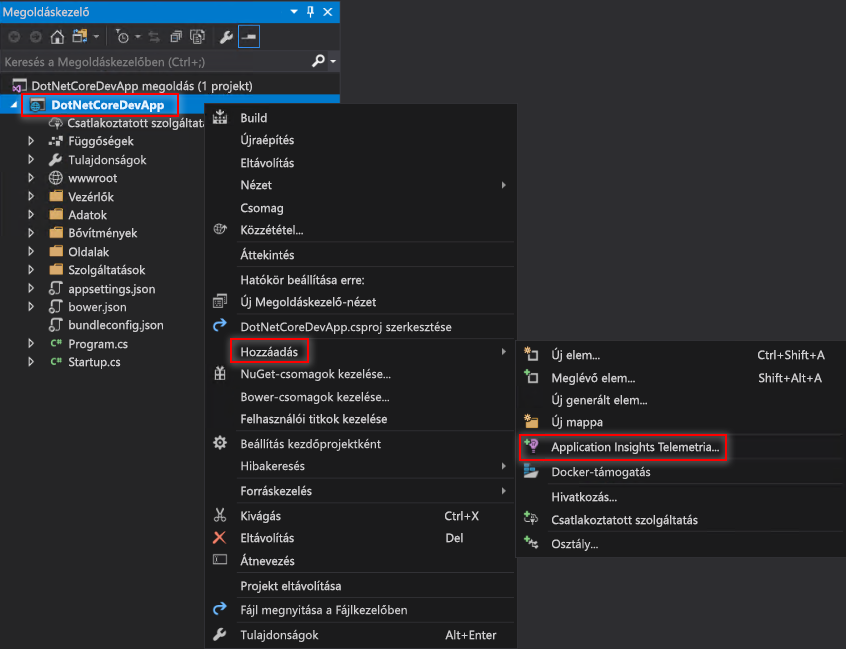 Megoldáskezelő
Keresés a Megoldáskezelőben (Ctrl+;)
DotNetCoreDevApp megoldás (1 projekt)
DotNetCoreDevApp
Csatlakoztatott szolgáltatá
Függőségek
Tulajdonságok
wwwroot
Vezérlők
Adatok
Bővítmények
Oldalak
Szolgáltatások
appsettings.json
bower.json
bundleconfig.json
C# Program.cs
C# Startup.cs
Build
Újraépítés
Eltávolítás
Nézet
Csomag
Közzététel...
Áttekintés
Hatókör beállítása erre:
Új Megoldáskezelő-nézet
DotNetCoreDevApp.csproj szerkesztése
Hozzáadás
NuGet-csomagok kezelése...
Bower-csomagok kezelése...
Felhasználói titkok kezelése
Beállítás kezdőprojektként
Hibakeresés
Forráskezelés
Kivágás Ctrl+X
Eltávolítás Del
Átnevezés
Projekt eltávolítása
Fájl megnyitása a Fájlkezelőben
Tulajdonságok Alt+Enter
Új elem... Ctrl+Shift+A
Meglévő elem... Shift+Alt+A
Új generált elem...
Új mappa
Application Insights Telemetria...
Docker-támogatás
Hivatkozás...
Csatlakoztatott szolgáltatás
Osztály...